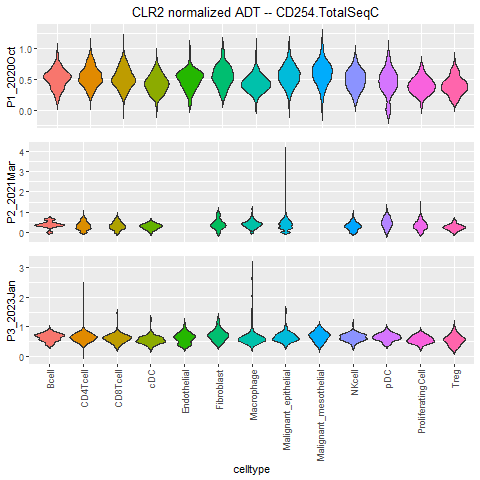 CLR2 normalized ADT -- CD254.TotalSeqC
P1_2020Oct
1.0
0.5
0.0
P2_2021Mar
4
3
2
1
0
P3_2023Jan
3
2
1
0
Bcell
CD4Tcell
CD8Tcell
cDC
Endothelial
Fibroblast
Macrophage
Malignant_epithelial
Malignant_mesothelial
NKcell
pDC
ProliferatingCell
Treg
celltype